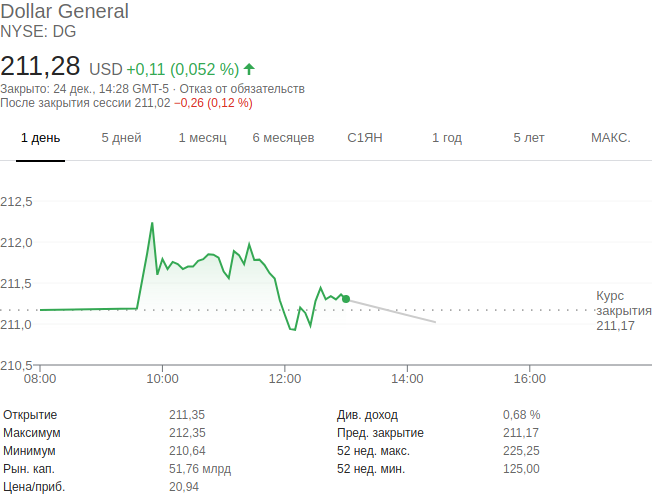 Dollar General
NYSE: DG
211,28 USD +0,11 (0,052 %)
Закрыто: 24 дек., 14:28 GMT-5 · Отказ от обязательств
После закрытия сессии 211,02 −0,26 (0,12 %)
1 день 5 дней 1 месяц 6 месяцев С1ЯН 1 год 5 лет МАКС.
212,5
212,0
211,5
211,0
210,5
Курс
закрытия
211,17
08:00 10:00 12:00 14:00 16:00
Открытие 211,35 Див. доход 0,68 %
Максимум 212,35 Пред. закрытие 211,17
Минимум 210,64 52 нед. макс. 225,25
Рын. кап. 51,76 млрд 52 нед. мин. 125,00
Цена/приб. 20,94